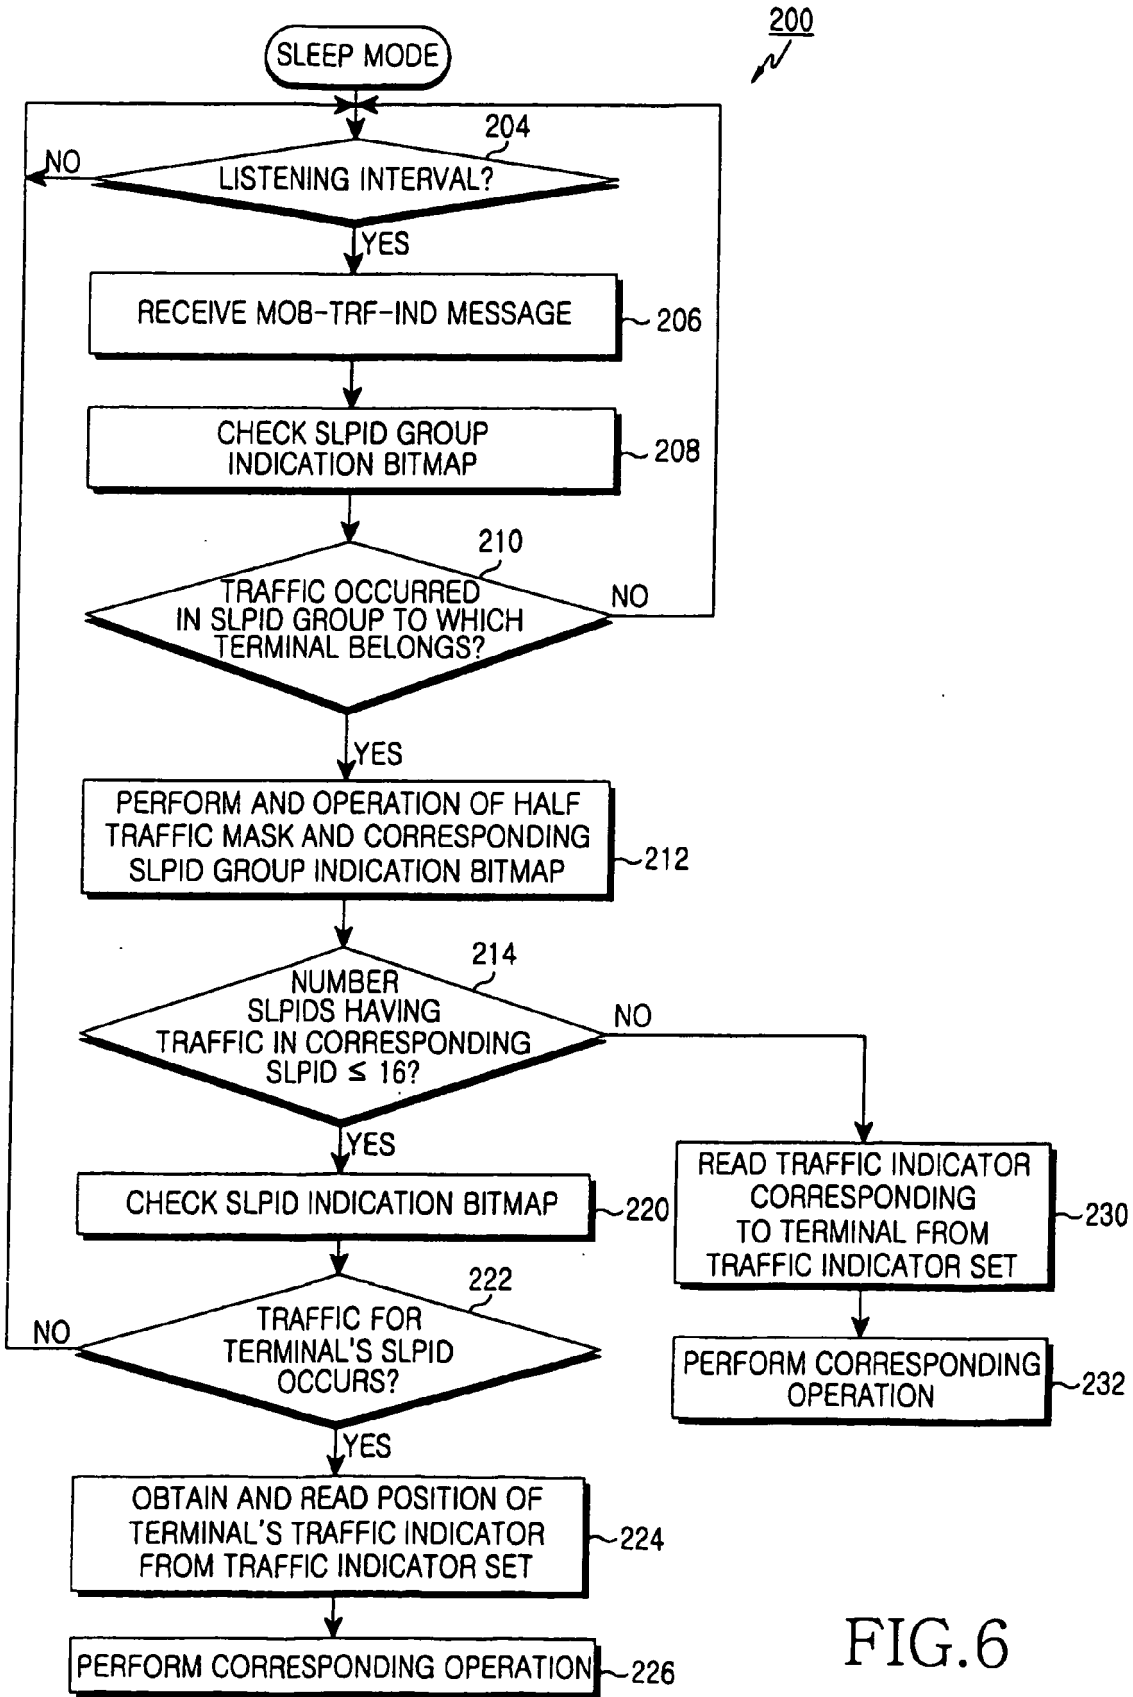 200
SLEEP MODE
204
NO
LISTENING INTERVAL?
YES
RECEIVE MOB-TRF-IND MESSAGE
206
CHECK SLPID GROUP
INDICATION BITMAP
208
210
TRAFFIC OCCURRED
IN SLPID GROUP TO WHICH
TERMINAL BELONGS?
NO
YES
PERFORM AND OPERATION OF HALF
TRAFFIC MASK AND CORRESPONDING
SLPID GROUP INDICATION BITMAP
212
214
NUMBER
SLPIDS HAVING
TRAFFIC IN CORRESPONDING
SLPID ≤ 16?
NO
YES
CHECK SLPID INDICATION BITMAP
220
READ TRAFFIC INDICATOR
CORRESPONDING
TO TERMINAL FROM
TRAFFIC INDICATOR SET
230
222
TRAFFIC FOR
TERMINAL'S SLPID
OCCURS?
NO
PERFORM CORRESPONDING
OPERATION
232
YES
OBTAIN AND READ POSITION OF
TERMINAL'S TRAFFIC INDICATOR
FROM TRAFFIC INDICATOR SET
224
PERFORM CORRESPONDING OPERATION
226
FIG.6